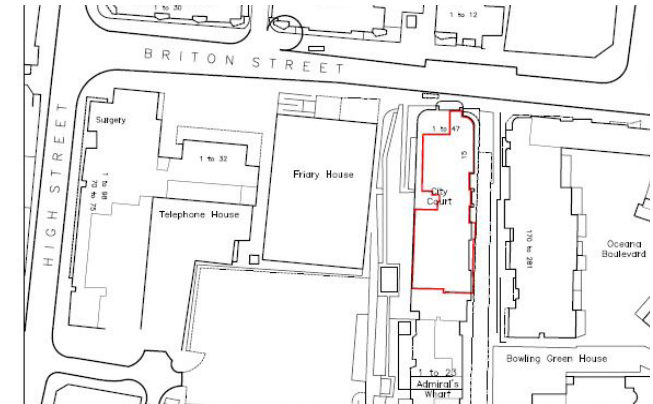 1 to 30
1 to 12
BRITON STREET
HIGH STREET
Surgery
1 to 32
1 to 98
70 to 75
Telephone House
Friary House
1 to 47
15
City
Court
170 to 281
Oceana
Boulevard
Bowling Green House
1 to 23
Admiral's
Wharf